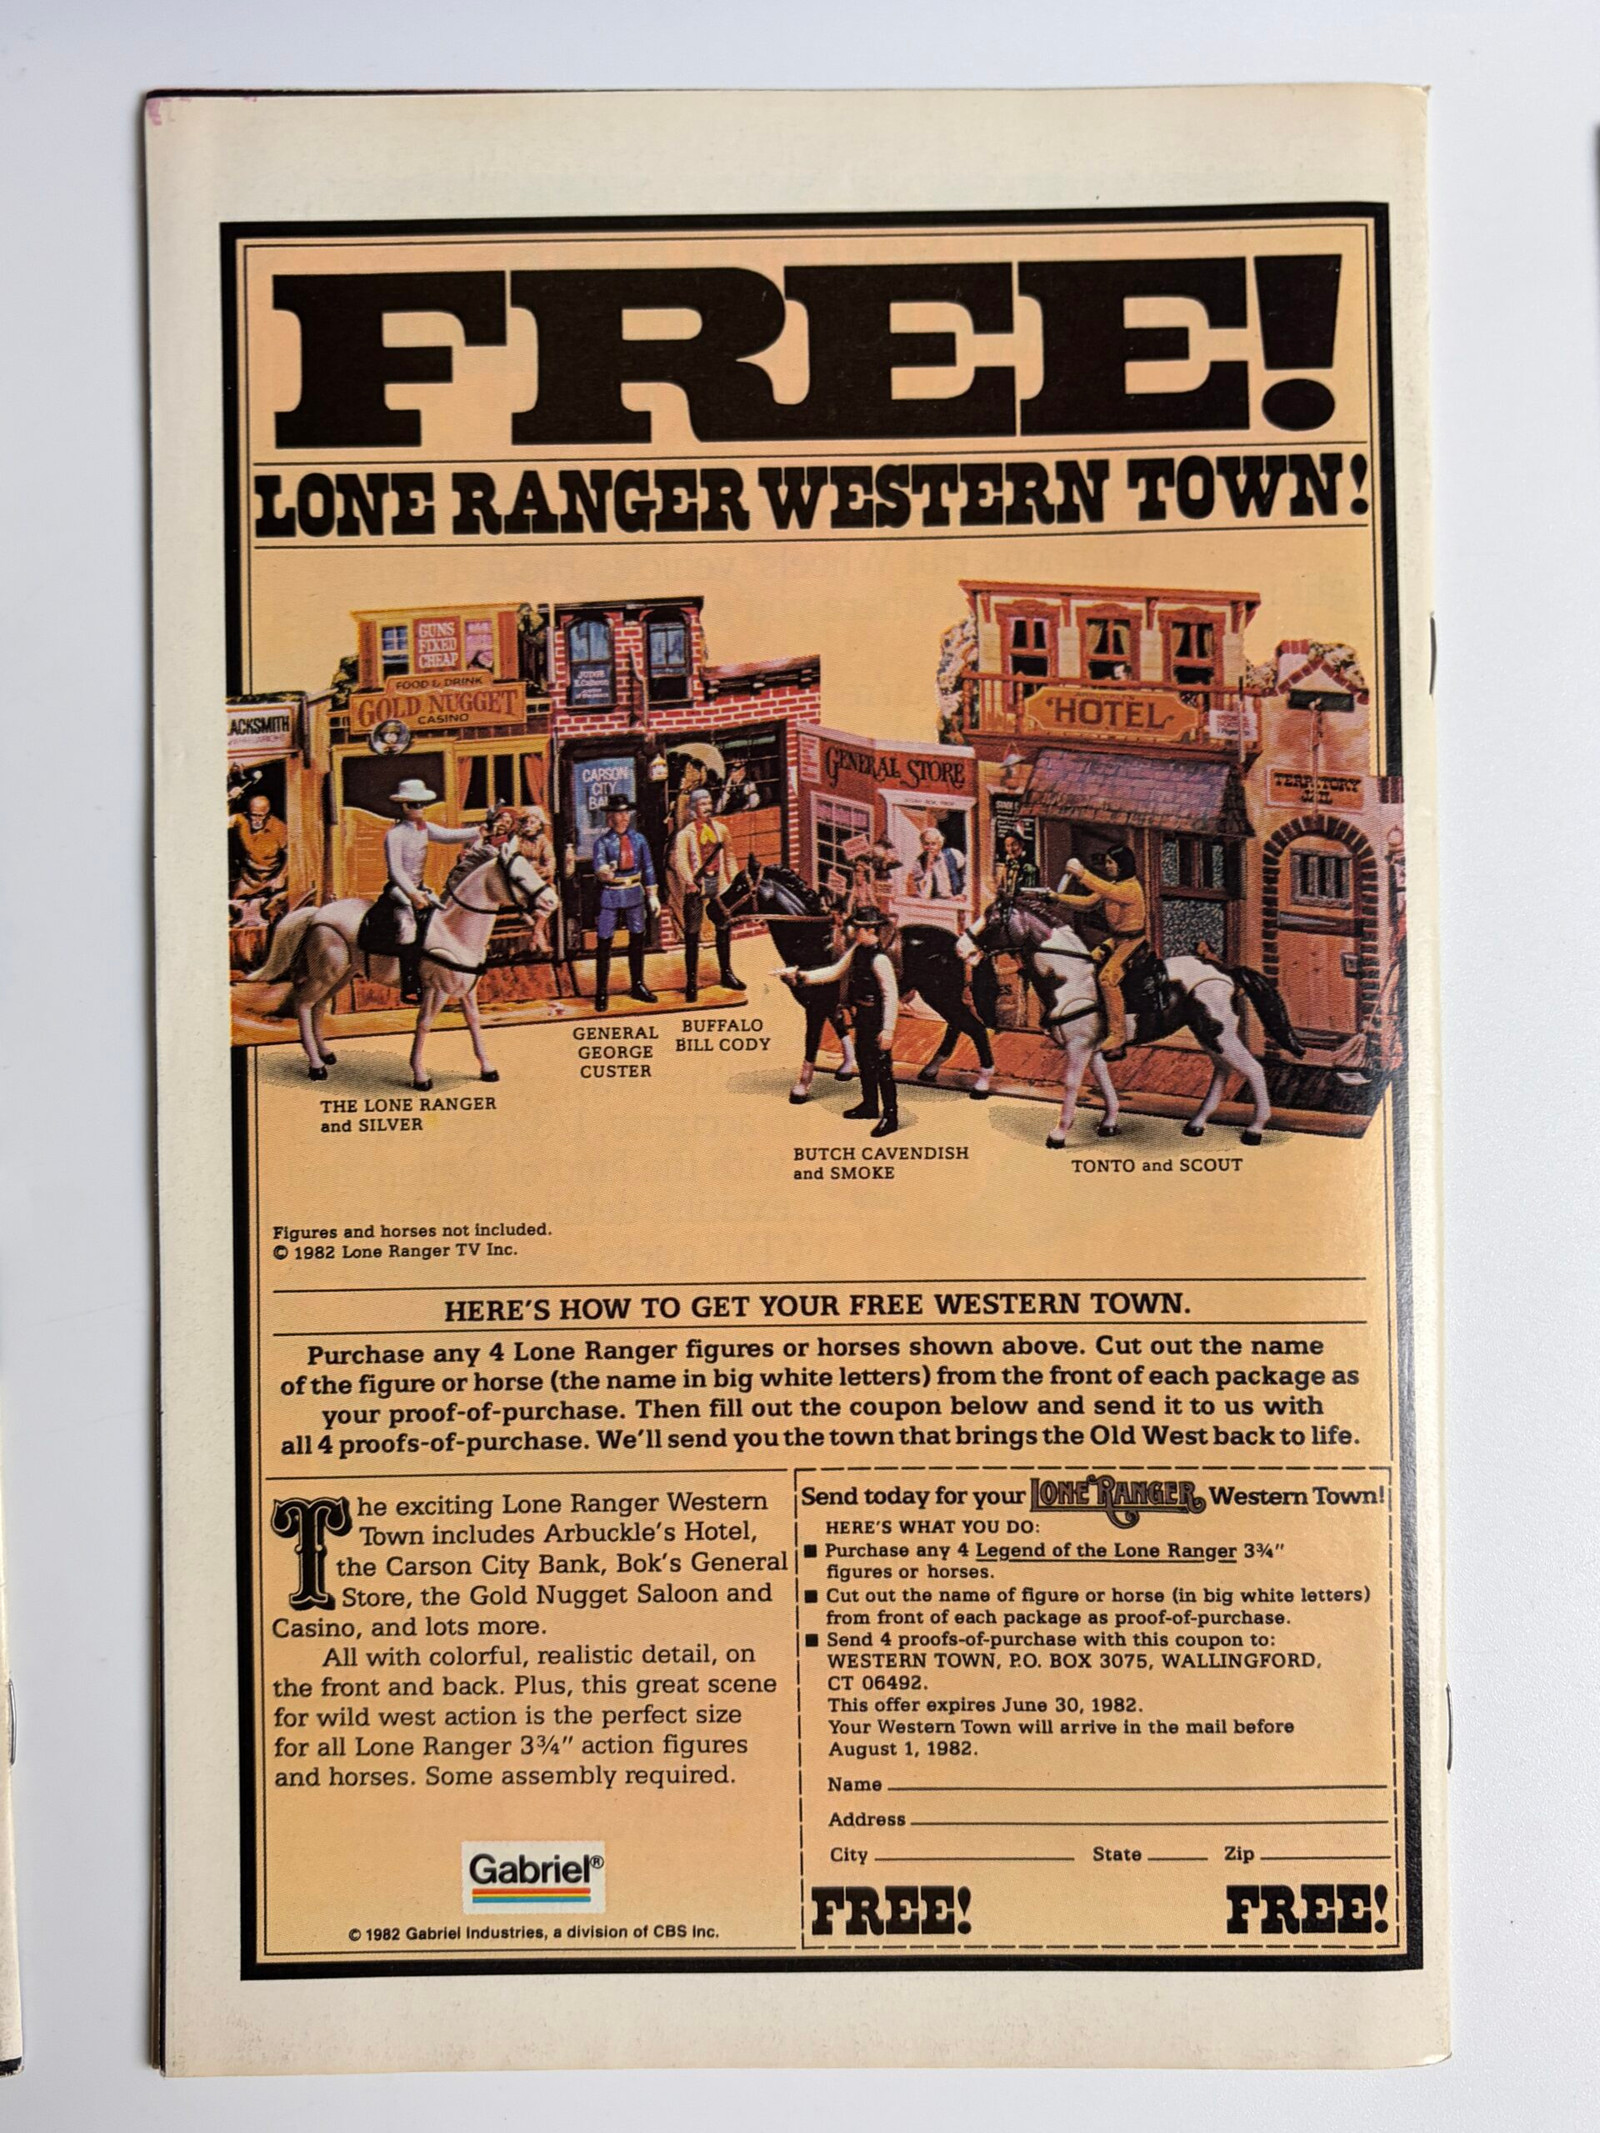 FREE!
LONE RANGER WESTERN TOWN!
GUNS
FIXED
CHEAP
FOOD & DRINK
GOLD NUGGET
CASINO
ACKSMITH
CARSON
CITY
GENERAL STORE
HOTEL
TERRITORY
JAIL
GENERAL
GEORGE
CUSTER
BUFFALO
BILL CODY
THE LONE RANGER
and SILVER
BUTCH CAVENDISH
and SMOKE
TONTO and SCOUT
Figures and horses not included.
© 1982 Lone Ranger TV Inc.
HERE'S HOW TO GET YOUR FREE WESTERN TOWN.
Purchase any 4 Lone Ranger figures or horses shown above. Cut out the name
of the figure or horse (the name in big white letters) from the front of each package as
your proof-of-purchase. Then fill out the coupon below and send it to us with
all 4 proofs-of-purchase. We'll send you the town that brings the Old West back to life.
The exciting Lone Ranger Western
Town includes Arbuckle's Hotel,
the Carson City Bank, Bok's General
Store, the Gold Nugget Saloon and
Casino, and lots more.
All with colorful, realistic detail, on
the front and back. Plus, this great scene
for wild west action is the perfect size
for all Lone Ranger 3¾" action figures
and horses. Some assembly required.
Gabriel®
© 1982 Gabriel Industries, a division of CBS Inc.
Send today for your LONE RANGER Western Town!
HERE'S WHAT YOU DO:
■ Purchase any 4 Legend of the Lone Ranger 3¾"
figures or horses.
■ Cut out the name of figure or horse (in big white letters)
from front of each package as proof-of-purchase.
■ Send 4 proofs-of-purchase with this coupon to:
WESTERN TOWN, P.O. BOX 3075, WALLINGFORD,
CT 06492.
This offer expires June 30, 1982.
Your Western Town will arrive in the mail before
August 1, 1982.
Name
Address
City State Zip
FREE! FREE!